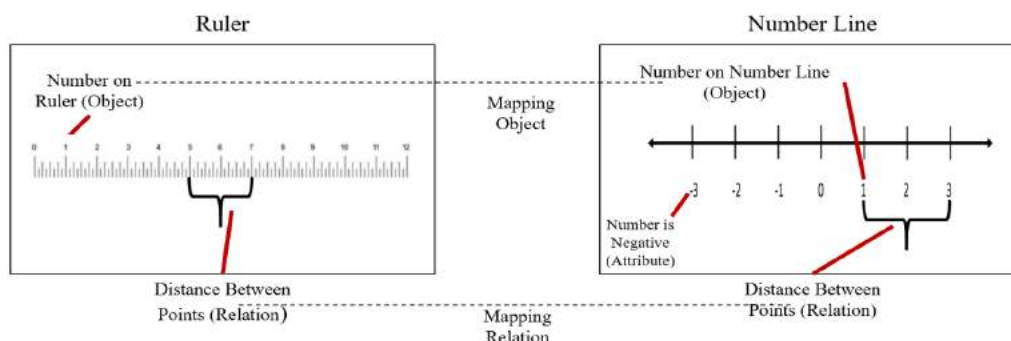 Ruler
Number on
Ruler (Object)
0 1 2 3 4 5 6 7 8 9 10 11 12
Distance Between
Points (Relation)
Mapping
Object
Mapping
Relation
Number Line
Number on Number Line
(Object)
-3 -2 -1 0 1 2 3
Number is
Negative
(Attribute)
Distance Between
Points (Relation)